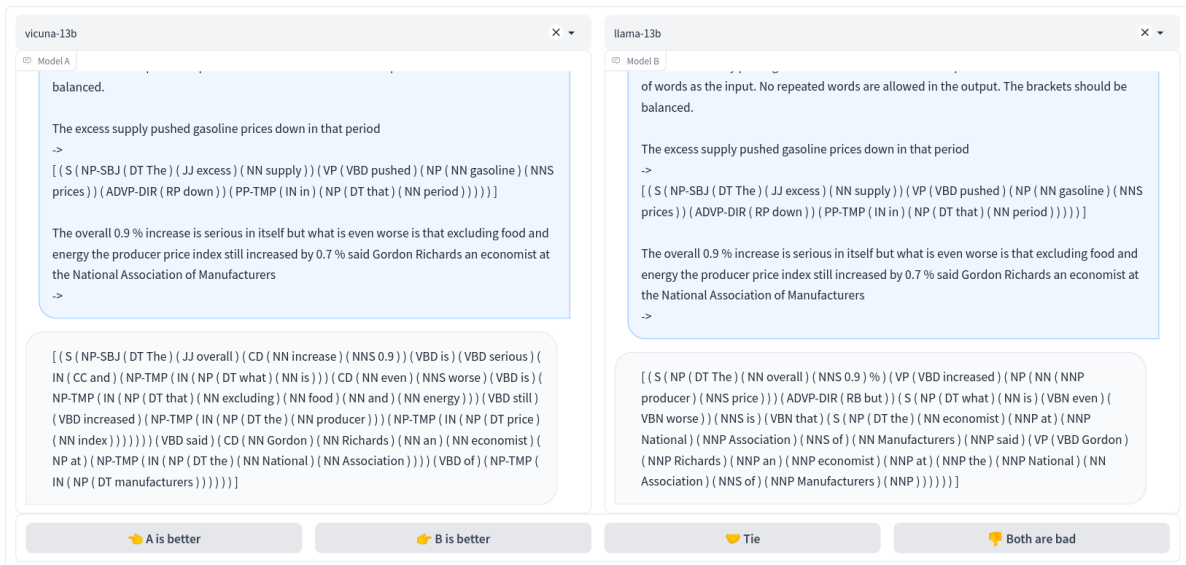 vicuna-13b
Model A
balanced.
The excess supply pushed gasoline prices down in that period
->
[ ( S ( NP-SBJ ( DT The ) ( JJ excess ) ( NN supply ) ) ( VP ( VBD pushed ) ( NP ( NN gasoline ) ( NNS
prices ) ) ( ADVP-DIR ( RP down ) ) ( PP-TMP ( IN in ) ( NP ( DT that ) ( NN period ) ) ) ) ) ]
The overall 0.9 % increase is serious in itself but what is even worse is that excluding food and
energy the producer price index still increased by 0.7 % said Gordon Richards an economist at
the National Association of Manufacturers
->
[ ( S ( NP-SBJ ( DT The ) ( JJ overall ) ( CD ( NN increase ) ( NNS 0.9 ) ) ( VBD is ) ( VBD serious ) (
IN ( CC and ) ( NP-TMP ( IN ( NP ( DT what ) ( NN is ) ) ) ( CD ( NN even ) ( NNS worse ) ( VBD is ) (
NP-TMP ( IN ( NP ( DT that ) ( NN excluding ) ( NN food ) ( NN and ) ( NN energy ) ) ) ( VBD still )
( VBD increased ) ( NP-TMP ( IN ( NP ( DT the ) ( NN producer ) ) ) ( NP-TMP ( IN ( NP ( DT price )
( NN index ) ) ) ) ) ) ) ( VBD said ) ( CD ( NN Gordon ) ( NN Richards ) ( NN an ) ( NN economist ) (
NP at ) ( NP-TMP ( IN ( NP ( DT the ) ( NN National ) ( NN Association ) ) ) ) ( VBD of ) ( NP-TMP (
IN ( NP ( DT manufacturers ) ) ) ) ) ) ]
llama-13b
Model B
of words as the input. No repeated words are allowed in the output. The brackets should be
balanced.
The excess supply pushed gasoline prices down in that period
->
[ ( S ( NP-SBJ ( DT The ) ( JJ excess ) ( NN supply ) ) ( VP ( VBD pushed ) ( NP ( NN gasoline ) ( NNS
prices ) ) ( ADVP-DIR ( RP down ) ) ( PP-TMP ( IN in ) ( NP ( DT that ) ( NN period ) ) ) ) ) ]
The overall 0.9 % increase is serious in itself but what is even worse is that excluding food and
energy the producer price index still increased by 0.7 % said Gordon Richards an economist at
the National Association of Manufacturers
->
[ ( S ( NP ( DT The ) ( NN overall ) ( NNS 0.9 ) % ) ( VP ( VBD increased ) ( NP ( NN ( NNP
producer ) ( NNS price ) ) ) ( ADVP-DIR ( RB but ) ) ( S ( NP ( DT what ) ( NN is ) ( VBN even ) (
VBN worse ) ) ( NNS is ) ( VBN that ) ( S ( NP ( DT the ) ( NN economist ) ( NNP at ) ( NNP
National ) ( NNP Association ) ( NNS of ) ( NN Manufacturers ) ( NNP said ) ( VP ( VBD Gordon )
( NNP Richards ) ( NNP an ) ( NNP economist ) ( NNP at ) ( NNP the ) ( NNP National ) ( NN
Association ) ( NNS of ) ( NNP Manufacturers ) ( NNP ) ) ) ) ) ) ]
👈 A is better
👉 B is better
🤝 Tie
👎 Both are bad